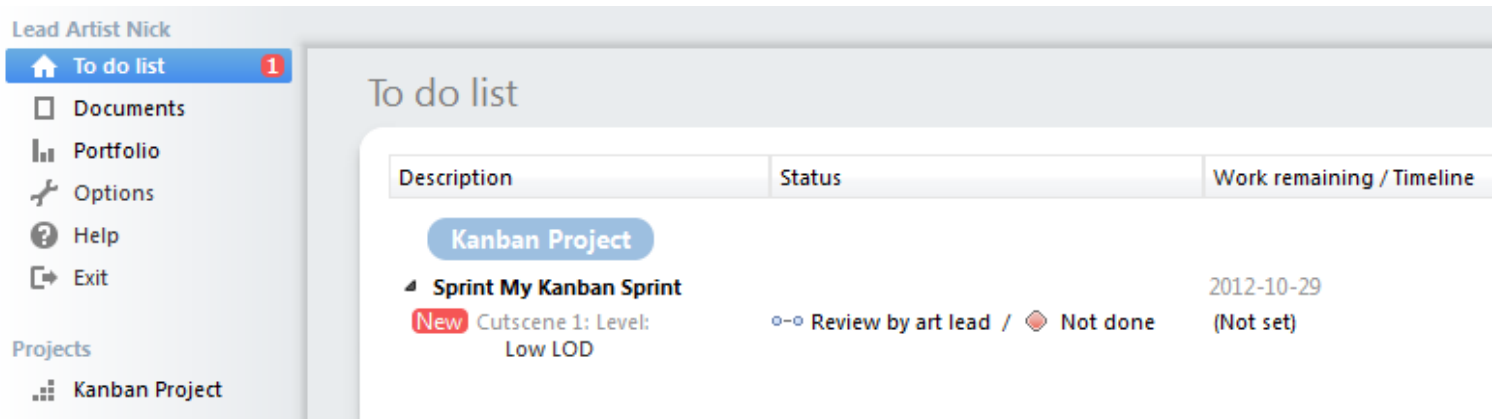 Lead Artist Nick
To do list 1
Documents
Portfolio
Options
Help
Exit
Projects
Kanban Project
To do list
Description Status Work remaining / Timeline
Kanban Project
Sprint My Kanban Sprint 2012-10-29
New Cutscene 1: Level: Review by art lead / Not done (Not set)
Low LOD